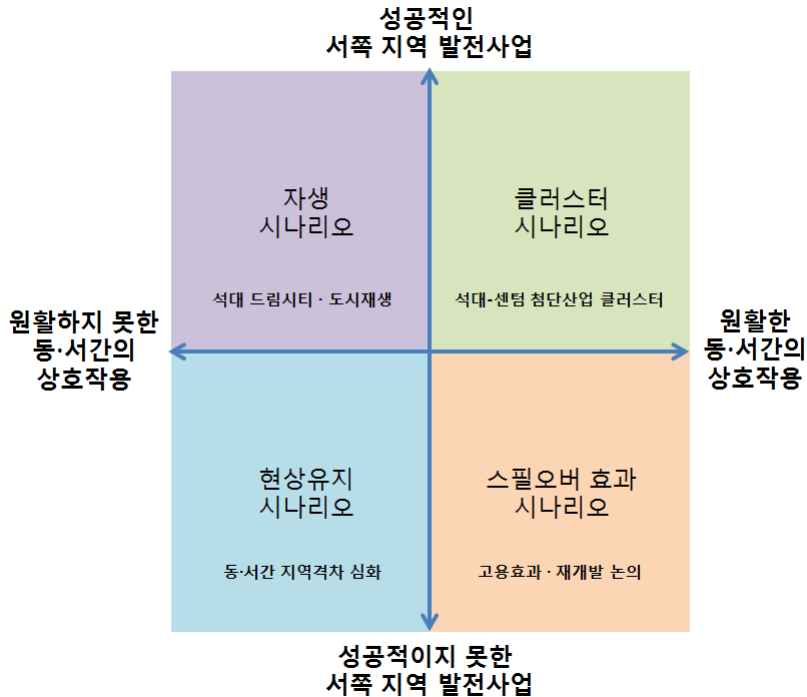 성공적인
서쪽 지역 발전사업
자생
시나리오
석대 드림시티 · 도시재생
클러스터
시나리오
석대-센텀 첨단산업 클러스터
원활하지 못한
동·서간의
상호작용
원활한
동·서간의
상호작용
현상유지
시나리오
동·서간 지역격차 심화
스필오버 효과
시나리오
고용효과 · 재개발 논의
성공적이지 못한
서쪽 지역 발전사업